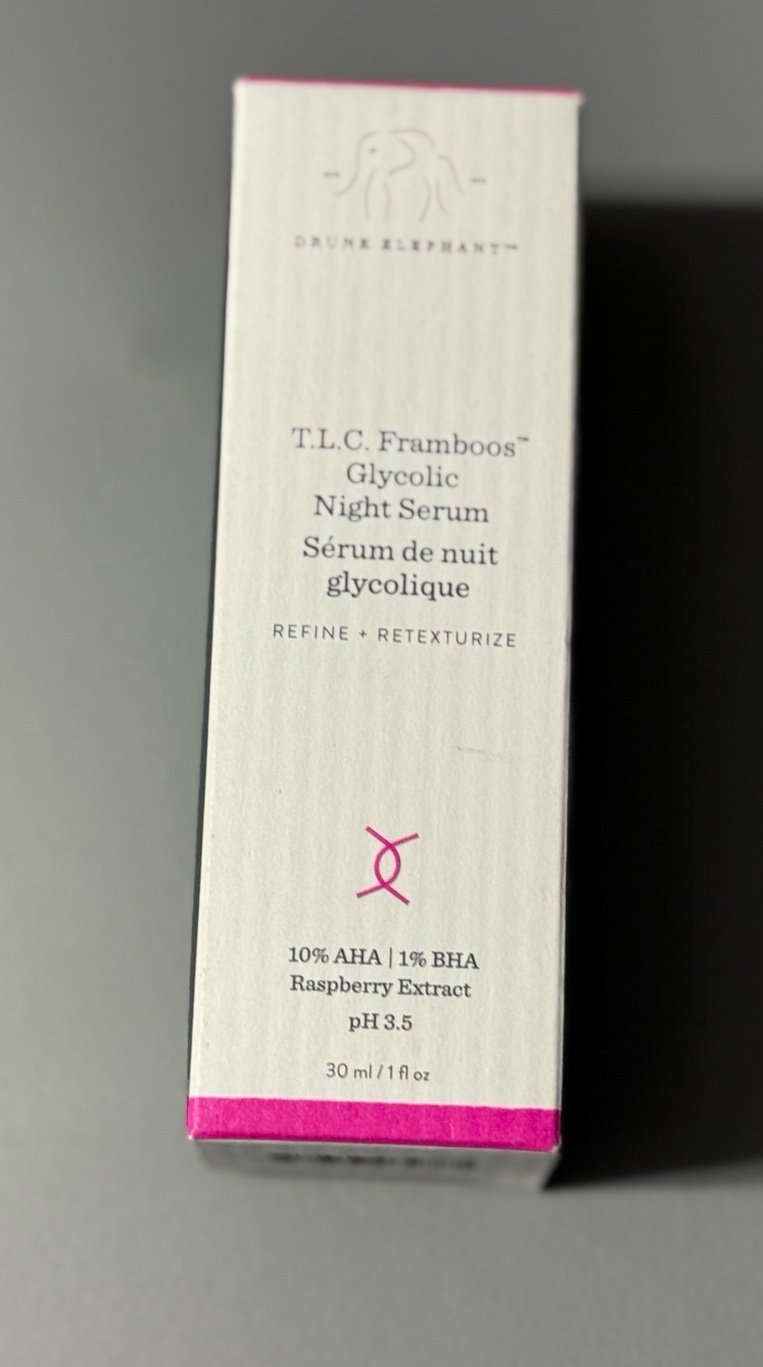 DRUNK ELEPHANT™
T.L.C. Framboos™
Glycolic
Night Serum
Sérum de nuit
glycolique
REFINE + RETEXTURIZE
10% AHA | 1% BHA
Raspberry Extract
pH 3.5
30 ml / 1 fl oz